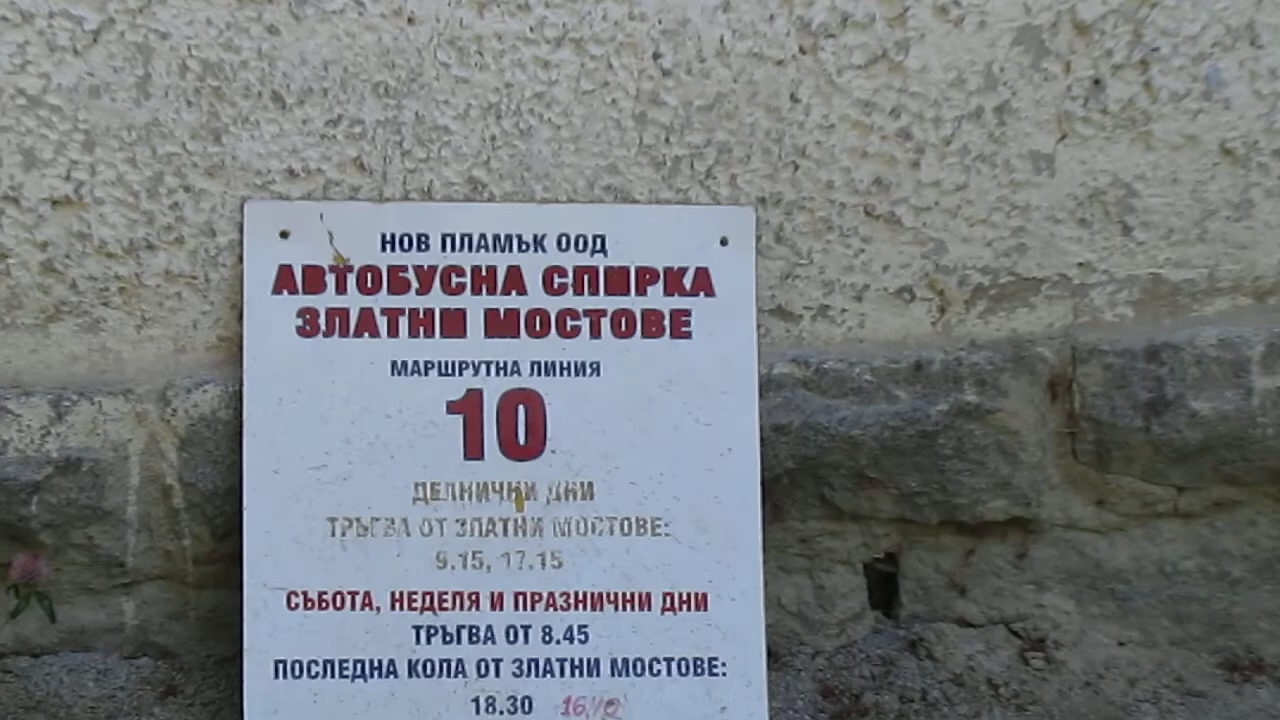 НОВ ПЛАМЪК ООД
АВТОБУСНА СПИРКА
ЗЛАТНИ МОСТОВЕ
МАРШРУТНА ЛИНИЯ
10
ДЕЛНИЧНИ ДНИ
ТРЪГВА ОТ ЗЛАТНИ МОСТОВЕ:
9.15, 17.15
СЪБОТА, НЕДЕЛЯ И ПРАЗНИЧНИ ДНИ
ТРЪГВА ОТ 8.45
ПОСЛЕДНА КОЛА ОТ ЗЛАТНИ МОСТОВЕ:
18.30